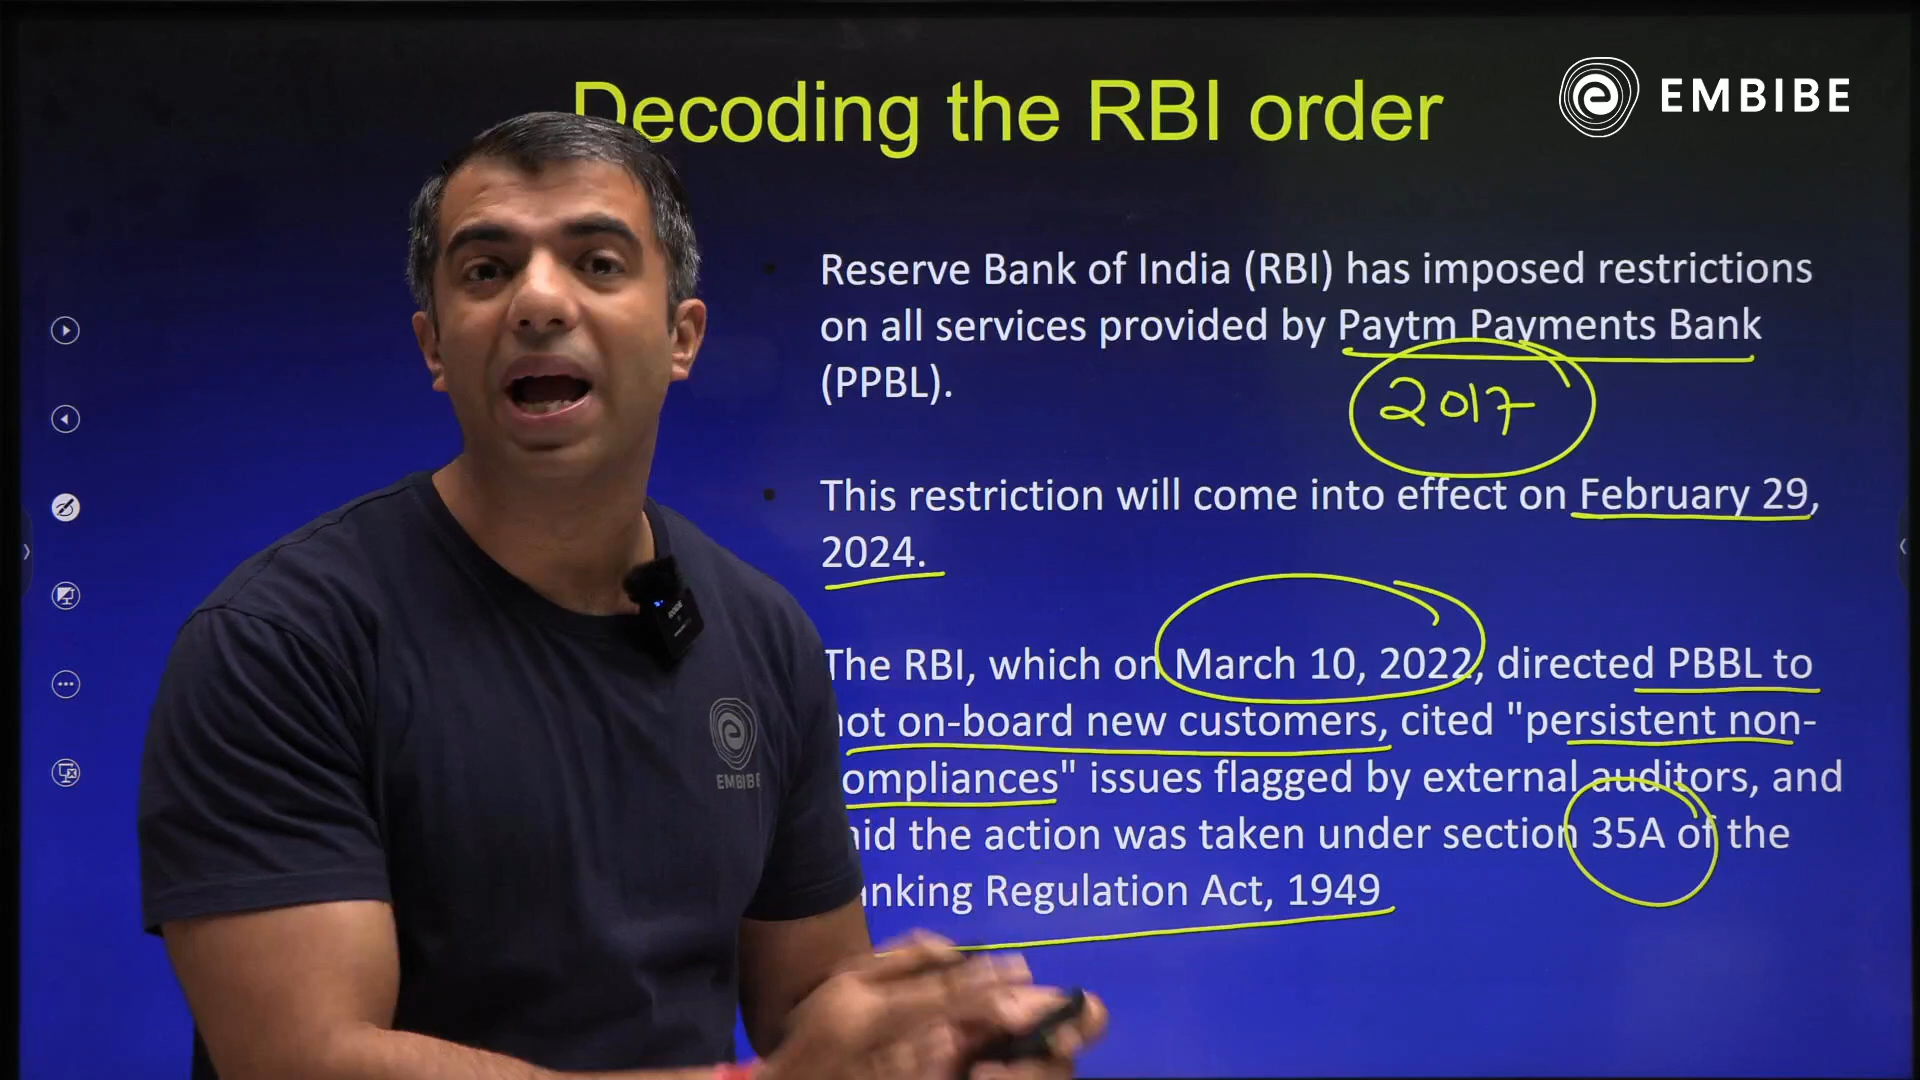 Decoding the RBI order
EMBIBE
Reserve Bank of India (RBI) has imposed restrictions
on all services provided by Paytm Payments Bank
(PPBL).
2017
This restriction will come into effect on February 29,
2024.
The RBI, which on March 10, 2022, directed PBBL to
not on-board new customers, cited "persistent non-
ompliances" issues flagged by external auditors, and
aid the action was taken under section 35A of the
anking Regulation Act, 1949
EMBIBE